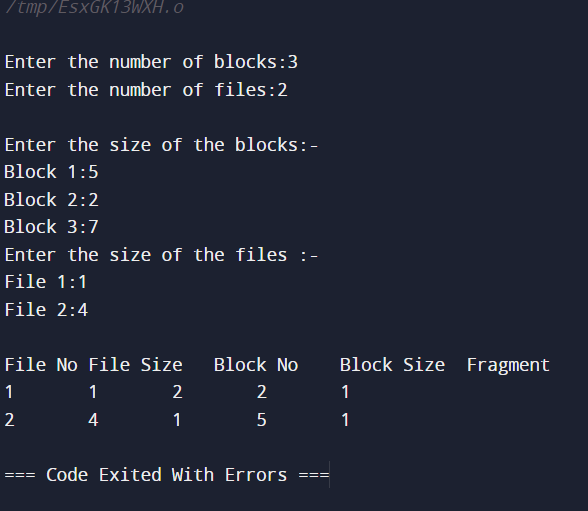 /tmp/EsxGK13WXH.o
Enter the number of blocks:3
Enter the number of files:2
Enter the size of the blocks:-
Block 1:5
Block 2:2
Block 3:7
Enter the size of the files :-
File 1:1
File 2:4
File No File Size   Block No    Block Size  Fragment
1       1       2       2       1
2       4       1       5       1
=== Code Exited With Errors ===